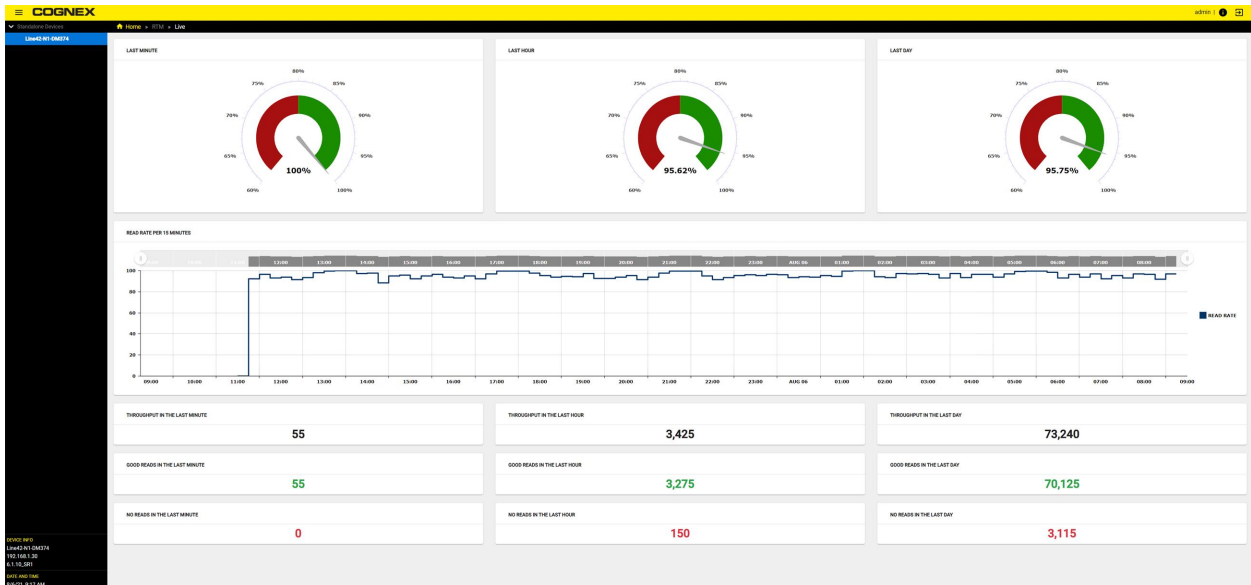 COGNEX
admin |
Standalone Devices
Home » RTM » Live
Line42-N1-DM374
LAST MINUTE
80%
75% 85%
70% 90%
65% 95%
100%
60% 100%
LAST HOUR
80%
75% 85%
70% 90%
65% 95%
95.62%
60% 100%
LAST DAY
80%
75% 85%
70% 90%
65% 95%
95.75%
60% 100%
READ RATE PER 15 MINUTES
12:00 13:00 14:00 15:00 16:00 17:00 18:00 19:00 20:00 21:00 22:00 23:00 AUG 06 01:00 02:00 03:00 04:00 05:00 06:00 07:00 08:00
100
80
60
40
20
0
09:00 10:00 11:00 12:00 13:00 14:00 15:00 16:00 17:00 18:00 19:00 20:00 21:00 22:00 23:00 AUG 06 01:00 02:00 03:00 04:00 05:00 06:00 07:00 08:00 09:00
READ RATE
THROUGHPUT IN THE LAST MINUTE
55
THROUGHPUT IN THE LAST HOUR
3,425
THROUGHPUT IN THE LAST DAY
73,240
GOOD READS IN THE LAST MINUTE
55
GOOD READS IN THE LAST HOUR
3,275
GOOD READS IN THE LAST DAY
70,125
NO READS IN THE LAST MINUTE
0
NO READS IN THE LAST HOUR
150
NO READS IN THE LAST DAY
3,115
DEVICE INFO
Line42-N1-DM374
192.168.1.30
6.1.10_SR1
DATE AND TIME
8/6/21, 9:17 AM